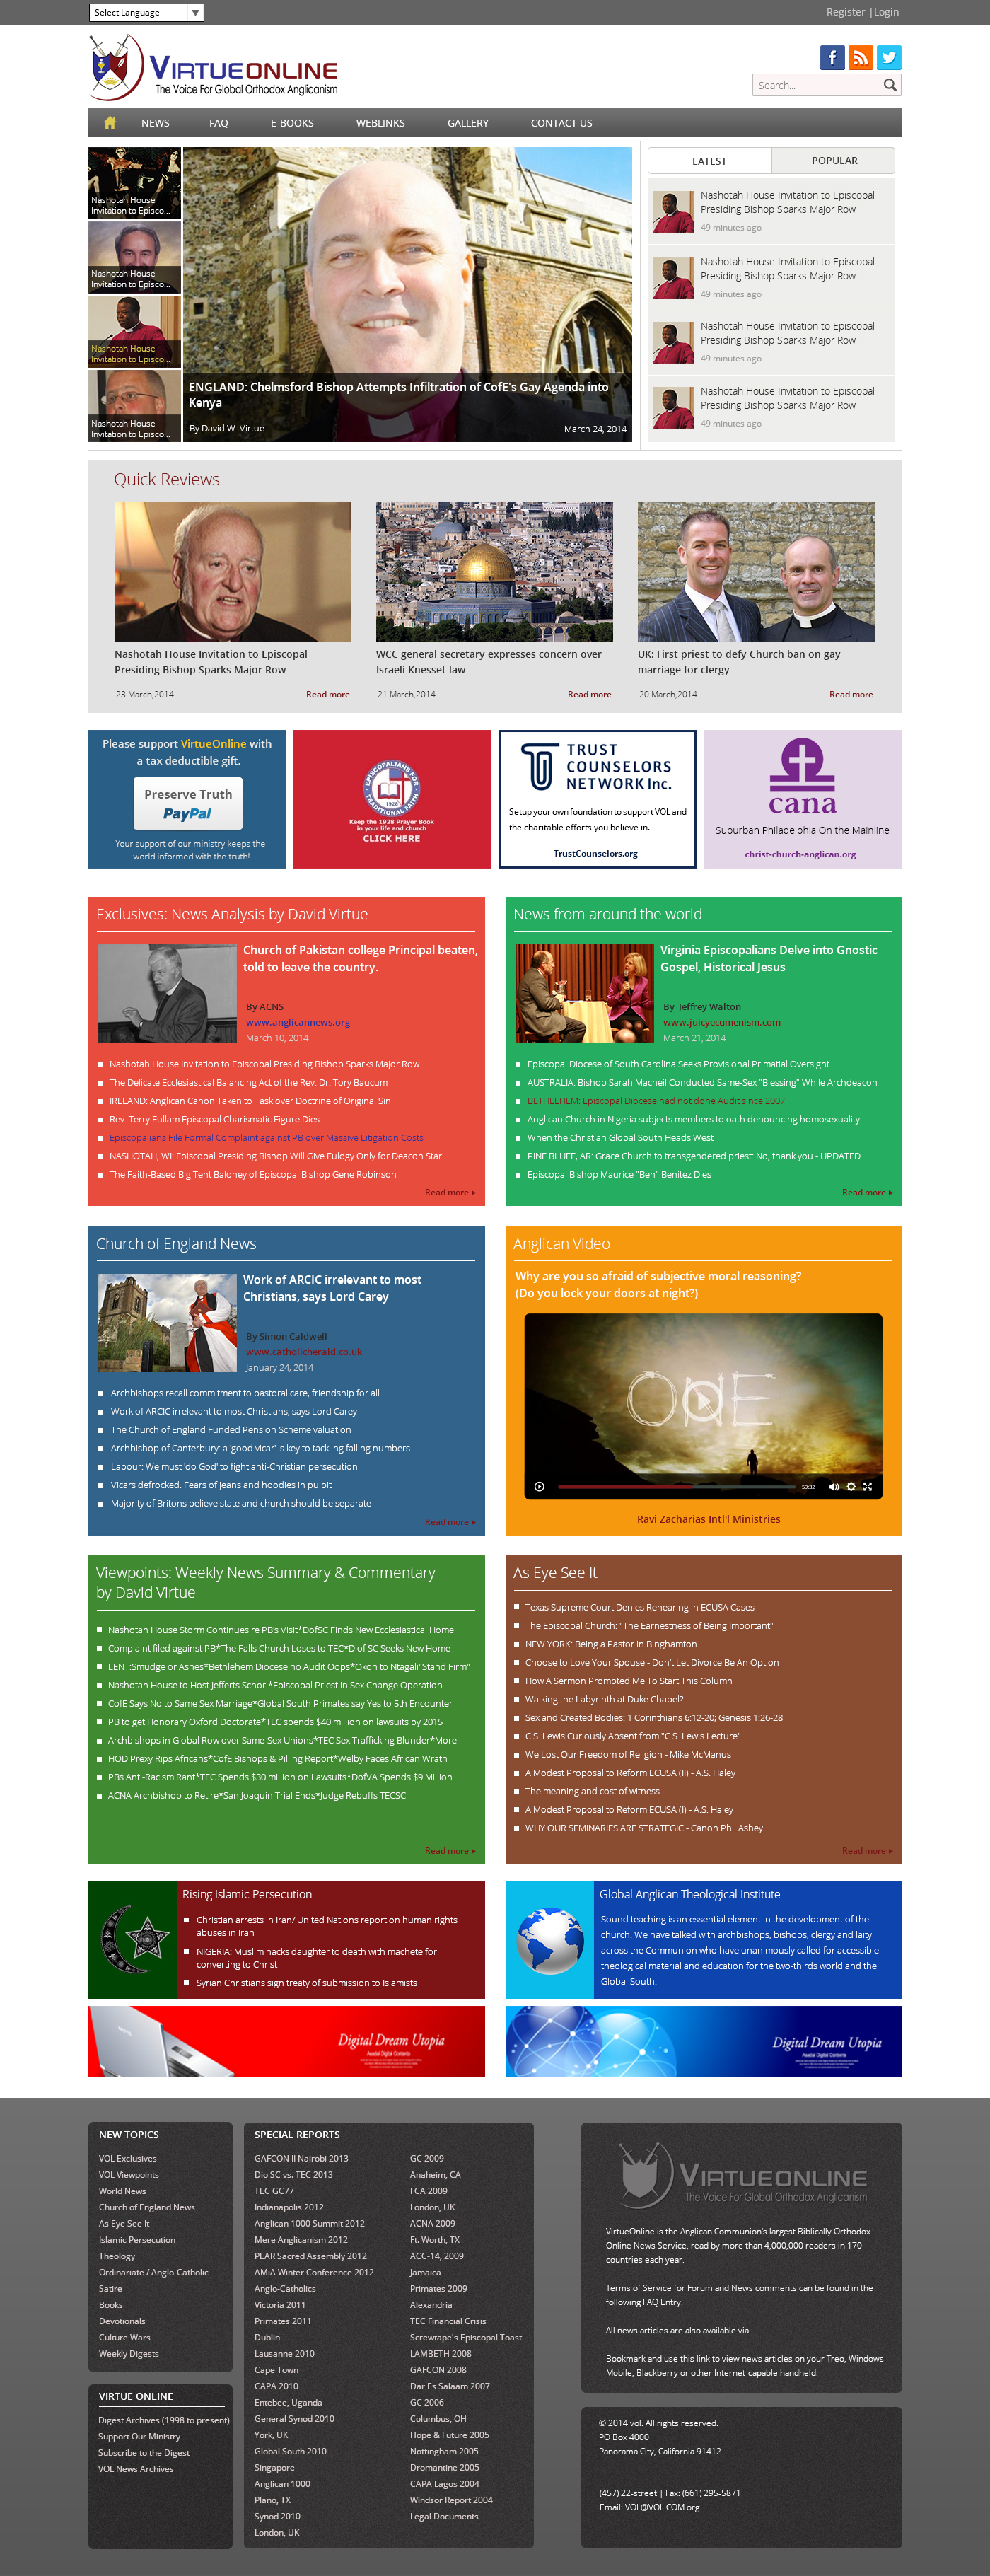 Select Language
Register | Login
VIRTUEONLINE
The Voice For Global Orthodox Anglicanism
Search...
NEWS
FAQ
E-BOOKS
WEBLINKS
GALLERY
CONTACT US
Nashotah House
Invitation to Episco...
Nashotah House
Invitation to Episco...
Nashotah House
Invitation to Episco...
Nashotah House
Invitation to Episco...
ENGLAND: Chelmsford Bishop Attempts Infiltration of CofE's Gay Agenda into
Kenya
By David W. Virtue
March 24, 2014
LATEST
POPULAR
Nashotah House Invitation to Episcopal
Presiding Bishop Sparks Major Row
49 minutes ago
Nashotah House Invitation to Episcopal
Presiding Bishop Sparks Major Row
49 minutes ago
Nashotah House Invitation to Episcopal
Presiding Bishop Sparks Major Row
49 minutes ago
Nashotah House Invitation to Episcopal
Presiding Bishop Sparks Major Row
49 minutes ago
Quick Reviews
Nashotah House Invitation to Episcopal
Presiding Bishop Sparks Major Row
23 March,2014
Read more
WCC general secretary expresses concern over
Israeli Knesset law
21 March,2014
Read more
UK: First priest to defy Church ban on gay
marriage for clergy
20 March,2014
Read more
Please support VirtueOnline with
a tax deductible gift.
Preserve Truth
PayPal
Your support of our ministry keeps the
world informed with the truth!
EPISCOPALIANS FOR TRADITIONAL FAITH
1928
Keep the 1928 Prayer Book
in your life and church
CLICK HERE
TRUST
COUNSELORS
NETWORK Inc.
Setup your own foundation to support VOL and
the charitable efforts you believe in.
TrustCounselors.org
cana
Suburban Philadelphia On the Mainline
christ-church-anglican.org
Exclusives: News Analysis by David Virtue
Church of Pakistan college Principal beaten,
told to leave the country.
By ACNS
www.anglicannews.org
March 10, 2014
Nashotah House Invitation to Episcopal Presiding Bishop Sparks Major Row
The Delicate Ecclesiastical Balancing Act of the Rev. Dr. Tory Baucum
IRELAND: Anglican Canon Taken to Task over Doctrine of Original Sin
Rev. Terry Fullam Episcopal Charismatic Figure Dies
Episcopalians File Formal Complaint against PB over Massive Litigation Costs
NASHOTAH, WI: Episcopal Presiding Bishop Will Give Eulogy Only for Deacon Star
The Faith-Based Big Tent Baloney of Episcopal Bishop Gene Robinson
Read more
News from around the world
Virginia Episcopalians Delve into Gnostic
Gospel, Historical Jesus
By Jeffrey Walton
www.juicyecumenism.com
March 21, 2014
Episcopal Diocese of South Carolina Seeks Provisional Primatial Oversight
AUSTRALIA: Bishop Sarah Macneil Conducted Same-Sex "Blessing" While Archdeacon
BETHLEHEM: Episcopal Diocese had not done Audit since 2007
Anglican Church in Nigeria subjects members to oath denouncing homosexuality
When the Christian Global South Heads West
PINE BLUFF, AR: Grace Church to transgendered priest: No, thank you - UPDATED
Episcopal Bishop Maurice "Ben" Benitez Dies
Read more
Church of England News
Work of ARCIC irrelevant to most
Christians, says Lord Carey
By Simon Caldwell
www.catholicherald.co.uk
January 24, 2014
Archbishops recall commitment to pastoral care, friendship for all
Work of ARCIC irrelevant to most Christians, says Lord Carey
The Church of England Funded Pension Scheme valuation
Archbishop of Canterbury: a 'good vicar' is key to tackling falling numbers
Labour: We must 'do God' to fight anti-Christian persecution
Vicars defrocked. Fears of jeans and hoodies in pulpit
Majority of Britons believe state and church should be separate
Read more
Anglican Video
Why are you so afraid of subjective moral reasoning?
(Do you lock your doors at night?)
ONE
59:32
Ravi Zacharias Intl'l Ministries
Viewpoints: Weekly News Summary & Commentary
by David Virtue
Nashotah House Storm Continues re PB's Visit*DofSC Finds New Ecclesiastical Home
Complaint filed against PB*The Falls Church Loses to TEC*D of SC Seeks New Home
LENT:Smudge or Ashes*Bethlehem Diocese no Audit Oops*Okoh to Ntagali"Stand Firm"
Nashotah House to Host Jefferts Schori*Episcopal Priest in Sex Change Operation
CofE Says No to Same Sex Marriage*Global South Primates say Yes to 5th Encounter
PB to get Honorary Oxford Doctorate*TEC spends $40 million on lawsuits by 2015
Archbishops in Global Row over Same-Sex Unions*TEC Sex Trafficking Blunder*More
HOD Prexy Rips Africans*CofE Bishops & Pilling Report*Welby Faces African Wrath
PBs Anti-Racism Rant*TEC Spends $30 million on Lawsuits*DofVA Spends $9 Million
ACNA Archbishop to Retire*San Joaquin Trial Ends*Judge Rebuffs TECSC
Read more
As Eye See It
Texas Supreme Court Denies Rehearing in ECUSA Cases
The Episcopal Church: "The Earnestness of Being Important"
NEW YORK: Being a Pastor in Binghamton
Choose to Love Your Spouse - Don't Let Divorce Be An Option
How A Sermon Prompted Me To Start This Column
Walking the Labyrinth at Duke Chapel?
Sex and Created Bodies: 1 Corinthians 6:12-20; Genesis 1:26-28
C.S. Lewis Curiously Absent from "C.S. Lewis Lecture"
We Lost Our Freedom of Religion - Mike McManus
A Modest Proposal to Reform ECUSA (II) - A.S. Haley
The meaning and cost of witness
A Modest Proposal to Reform ECUSA (I) - A.S. Haley
WHY OUR SEMINARIES ARE STRATEGIC - Canon Phil Ashey
Read more
Rising Islamic Persecution
Christian arrests in Iran/ United Nations report on human rights
abuses in Iran
NIGERIA: Muslim hacks daughter to death with machete for
converting to Christ
Syrian Christians sign treaty of submission to Islamists
Global Anglican Theological Institute
Sound teaching is an essential element in the development of the
church. We have talked with archbishops, bishops, clergy and laity
across the Communion who have unanimously called for accessible
theological material and education for the two-thirds world and the
Global South.
Digital Dream Utopia
Digital Dream Utopia
NEW TOPICS
VOL Exclusives
VOL Viewpoints
World News
Church of England News
As Eye See It
Islamic Persecution
Theology
Ordinariate / Anglo-Catholic
Satire
Books
Devotionals
Culture Wars
Weekly Digests
VIRTUE ONLINE
Digest Archives (1998 to present)
Support Our Ministry
Subscribe to the Digest
VOL News Archives
SPECIAL REPORTS
GAFCON II Nairobi 2013
Dio SC vs. TEC 2013
TEC GC77
Indianapolis 2012
Anglican 1000 Summit 2012
Mere Anglicanism 2012
PEAR Sacred Assembly 2012
AMiA Winter Conference 2012
Anglo-Catholics
Victoria 2011
Primates 2011
Dublin
Lausanne 2010
Cape Town
CAPA 2010
Entebee, Uganda
General Synod 2010
York, UK
Global South 2010
Singapore
Anglican 1000
Plano, TX
Synod 2010
London, UK
GC 2009
Anaheim, CA
FCA 2009
London, UK
ACNA 2009
Ft. Worth, TX
ACC-14, 2009
Jamaica
Primates 2009
Alexandria
TEC Financial Crisis
Screwtape's Episcopal Toast
LAMBETH 2008
GAFCON 2008
Dar Es Salaam 2007
GC 2006
Columbus, OH
Hope & Future 2005
Nottingham 2005
Dromantine 2005
CAPA Lagos 2004
Windsor Report 2004
Legal Documents
VIRTUEONLINE
The Voice For Global Orthodox Anglicanism
VirtueOnline is the Anglican Communion's largest Biblically Orthodox
Online News Service, read by more than 4,000,000 readers in 170
countries each year.
Terms of Service for Forum and News comments can be found in the
following FAQ Entry.
All news articles are also available via
Bookmark and use this link to view news articles on your Treo, Windows
Mobile, Blackberry or other Internet-capable handheld.
© 2014 vol. All rights reserved.
PO Box 4000
Panorama City, California 91412
(457) 22-street | Fax: (661) 295-5871
Email: VOL@VOL.COM.org